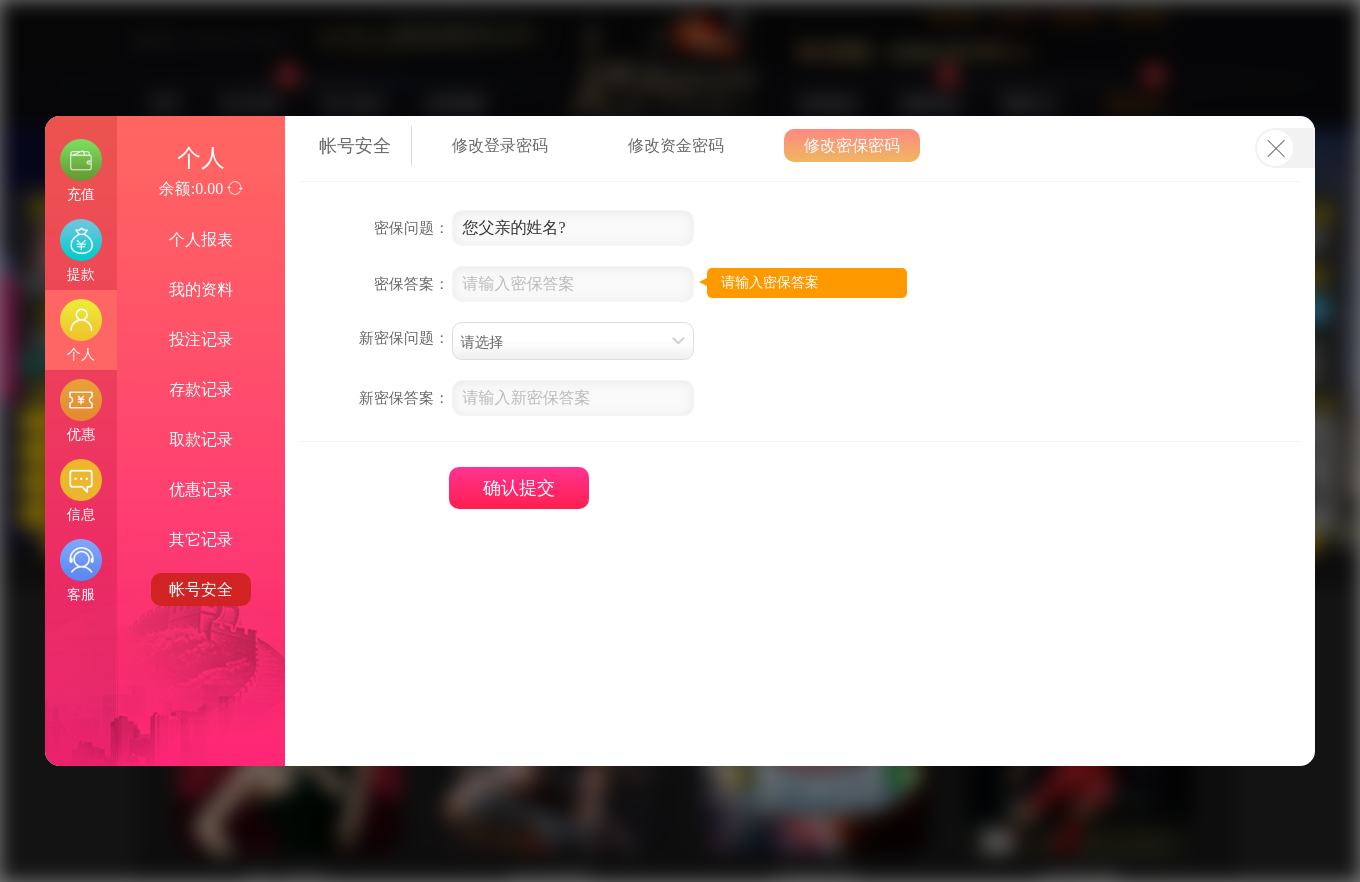 充值
提款
个人
优惠
信息
客服
个人
余额:0.00
个人报表
我的资料
投注记录
存款记录
取款记录
优惠记录
其它记录
帐号安全
帐号安全 修改登录密码 修改资金密码 修改密保密码
密保问题： 您父亲的姓名?
密保答案： 请输入密保答案 请输入密保答案
新密保问题： 请选择
新密保答案： 请输入新密保答案
确认提交